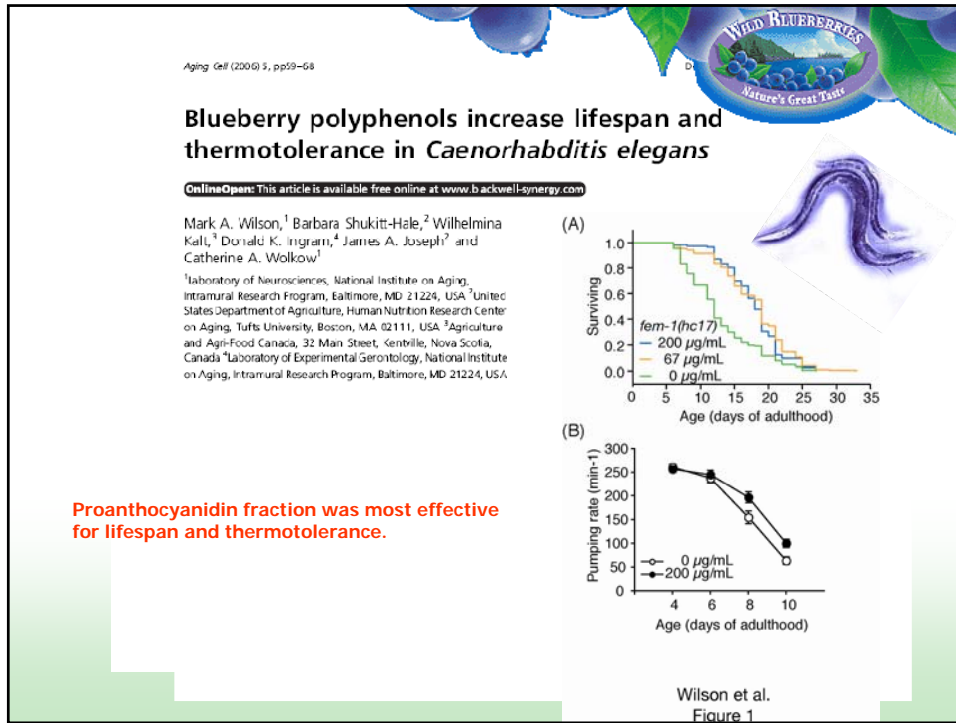 WILD BLUEBERRIES
Nature's Great Taste
Aging Cell (2006) 5, pp59–68
D
Blueberry polyphenols increase lifespan and
thermotolerance in Caenorhabditis elegans
OnlineOpen: This article is available free online at www.blackwell-synergy.com
Mark A. Wilson,1 Barbara Shukitt-Hale,2 Wilhelmina
Kalt,3 Donald K. Ingram,4 James A. Joseph2 and
Catherine A. Wolkow1
1Laboratory of Neurosciences, National Institute on Aging,
Intramural Research Program, Baltimore, MD 21224, USA 2United
States Department of Agriculture, Human Nutrition Research Center
on Aging, Tufts University, Boston, MA 02111, USA 3Agriculture
and Agri-Food Canada, 32 Main Street, Kentville, Nova Scotia,
Canada 4Laboratory of Experimental Gerontology, National Institute
on Aging, Intramural Research Program, Baltimore, MD 21224, USA
Proanthocyanidin fraction was most effective
for lifespan and thermotolerance.
(A)
Surviving
1.0
0.8
0.6
0.4
0.2
0.0
fem-1(hc17)
200 µg/mL
67 µg/mL
0 µg/mL
0 5 10 15 20 25 30 35
Age (days of adulthood)
(B)
Pumping rate (min-1)
300
250
200
150
100
50
0
0 µg/mL
200 µg/mL
4 6 8 10
Age (days of adulthood)
Wilson et al.
Figure 1